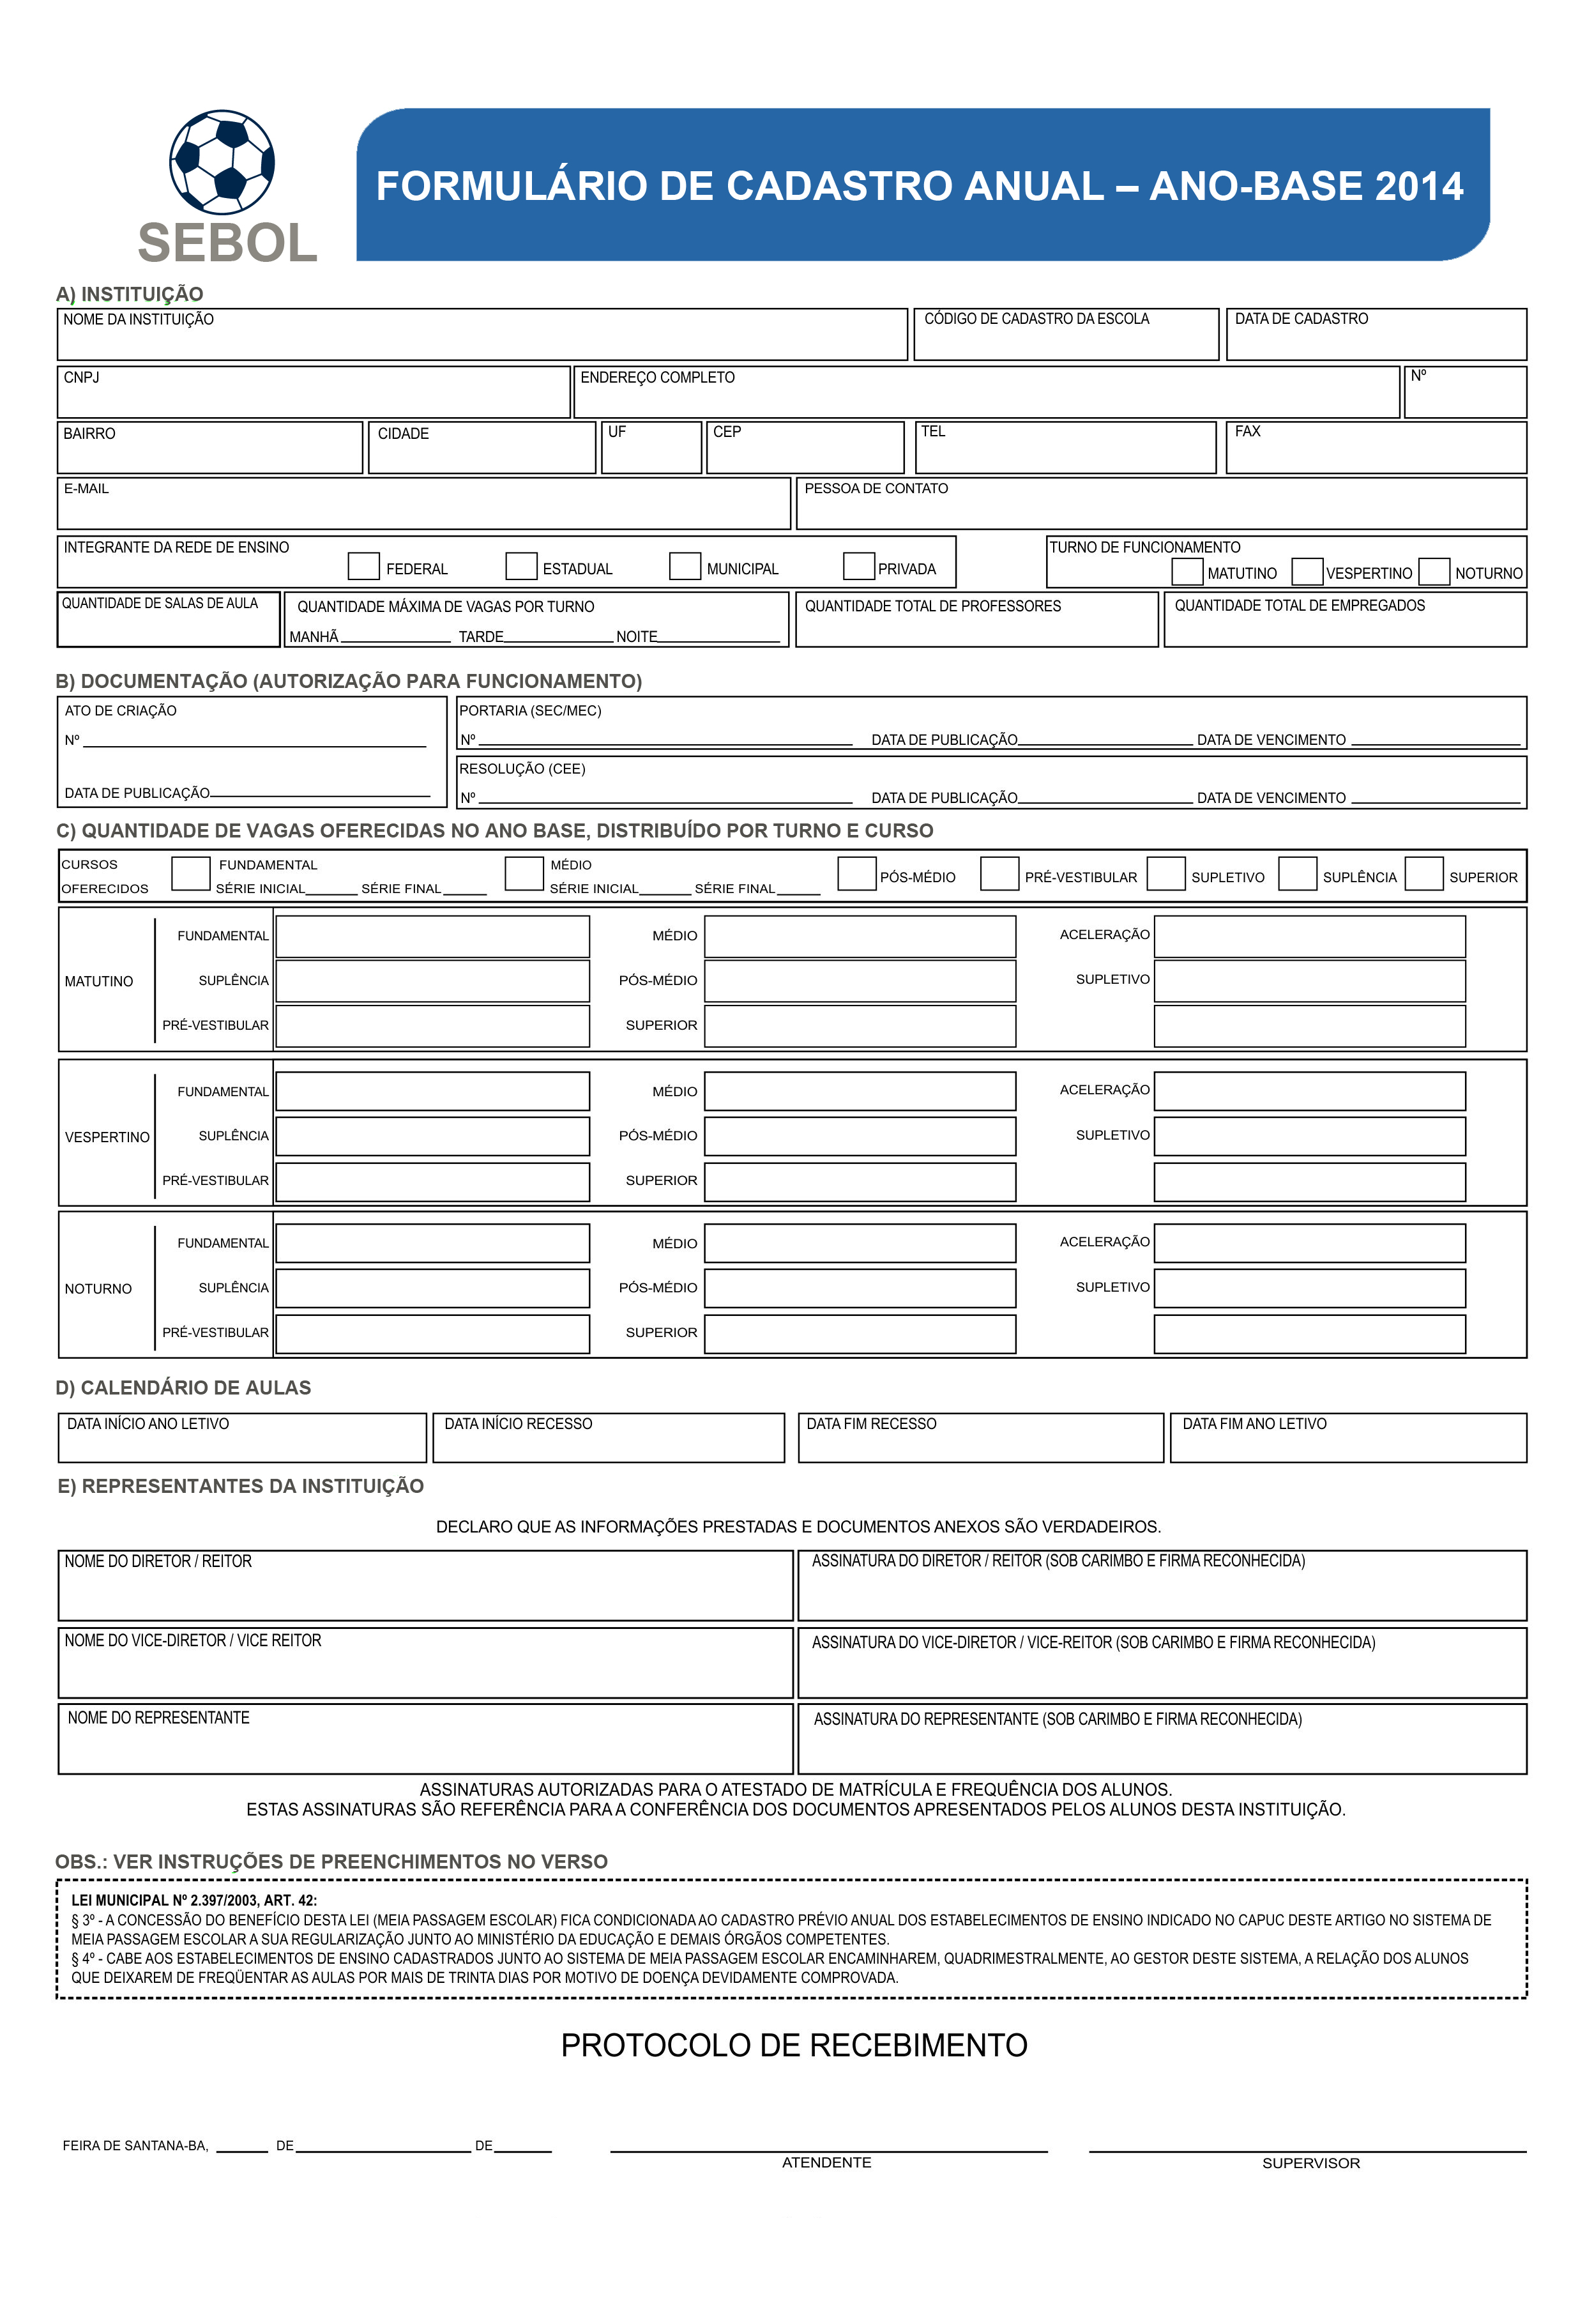 SEBOL
FORMULÁRIO DE CADASTRO ANUAL – ANO-BASE 2014
A) INSTITUIÇÃO
NOME DA INSTITUIÇÃO CÓDIGO DE CADASTRO DA ESCOLA DATA DE CADASTRO
CNPJ ENDEREÇO COMPLETO Nº
BAIRRO CIDADE UF CEP TEL FAX
E-MAIL PESSOA DE CONTATO
INTEGRANTE DA REDE DE ENSINO TURNO DE FUNCIONAMENTO
FEDERAL ESTADUAL MUNICIPAL PRIVADA MATUTINO VESPERTINO NOTURNO
QUANTIDADE DE SALAS DE AULA QUANTIDADE MÁXIMA DE VAGAS POR TURNO QUANTIDADE TOTAL DE PROFESSORES QUANTIDADE TOTAL DE EMPREGADOS
MANHÃ TARDE NOITE
B) DOCUMENTAÇÃO (AUTORIZAÇÃO PARA FUNCIONAMENTO)
ATO DE CRIAÇÃO PORTARIA (SEC/MEC)
Nº Nº DATA DE PUBLICAÇÃO DATA DE VENCIMENTO
RESOLUÇÃO (CEE)
DATA DE PUBLICAÇÃO Nº DATA DE PUBLICAÇÃO DATA DE VENCIMENTO
C) QUANTIDADE DE VAGAS OFERECIDAS NO ANO BASE, DISTRIBUÍDO POR TURNO E CURSO
CURSOS FUNDAMENTAL MÉDIO
PÓS-MÉDIO PRÉ-VESTIBULAR SUPLETIVO SUPLÊNCIA SUPERIOR
OFERECIDOS SÉRIE INICIAL SÉRIE FINAL SÉRIE INICIAL SÉRIE FINAL
FUNDAMENTAL MÉDIO ACELERAÇÃO
MATUTINO SUPLÊNCIA PÓS-MÉDIO SUPLETIVO
PRÉ-VESTIBULAR SUPERIOR
FUNDAMENTAL MÉDIO ACELERAÇÃO
VESPERTINO SUPLÊNCIA PÓS-MÉDIO SUPLETIVO
PRÉ-VESTIBULAR SUPERIOR
FUNDAMENTAL MÉDIO ACELERAÇÃO
NOTURNO SUPLÊNCIA PÓS-MÉDIO SUPLETIVO
PRÉ-VESTIBULAR SUPERIOR
D) CALENDÁRIO DE AULAS
DATA INÍCIO ANO LETIVO DATA INÍCIO RECESSO DATA FIM RECESSO DATA FIM ANO LETIVO
E) REPRESENTANTES DA INSTITUIÇÃO
DECLARO QUE AS INFORMAÇÕES PRESTADAS E DOCUMENTOS ANEXOS SÃO VERDADEIROS.
NOME DO DIRETOR / REITOR ASSINATURA DO DIRETOR / REITOR (SOB CARIMBO E FIRMA RECONHECIDA)
NOME DO VICE-DIRETOR / VICE REITOR ASSINATURA DO VICE-DIRETOR / VICE-REITOR (SOB CARIMBO E FIRMA RECONHECIDA)
NOME DO REPRESENTANTE ASSINATURA DO REPRESENTANTE (SOB CARIMBO E FIRMA RECONHECIDA)
ASSINATURAS AUTORIZADAS PARA O ATESTADO DE MATRÍCULA E FREQUÊNCIA DOS ALUNOS.
ESTAS ASSINATURAS SÃO REFERÊNCIA PARA A CONFERÊNCIA DOS DOCUMENTOS APRESENTADOS PELOS ALUNOS DESTA INSTITUIÇÃO.
OBS.: VER INSTRUÇÕES DE PREENCHIMENTOS NO VERSO
LEI MUNICIPAL Nº 2.397/2003, ART. 42:
§ 3º - A CONCESSÃO DO BENEFÍCIO DESTA LEI (MEIA PASSAGEM ESCOLAR) FICA CONDICIONADA AO CADASTRO PRÉVIO ANUAL DOS ESTABELECIMENTOS DE ENSINO INDICADO NO CAPUC DESTE ARTIGO NO SISTEMA DE
MEIA PASSAGEM ESCOLAR A SUA REGULARIZAÇÃO JUNTO AO MINISTÉRIO DA EDUCAÇÃO E DEMAIS ÓRGÃOS COMPETENTES.
§ 4º - CABE AOS ESTABELECIMENTOS DE ENSINO CADASTRADOS JUNTO AO SISTEMA DE MEIA PASSAGEM ESCOLAR ENCAMINHAREM, QUADRIMESTRALMENTE, AO GESTOR DESTE SISTEMA, A RELAÇÃO DOS ALUNOS
QUE DEIXAREM DE FREQÜENTAR AS AULAS POR MAIS DE TRINTA DIAS POR MOTIVO DE DOENÇA DEVIDAMENTE COMPROVADA.
PROTOCOLO DE RECEBIMENTO
FEIRA DE SANTANA-BA, DE DE
ATENDENTE SUPERVISOR